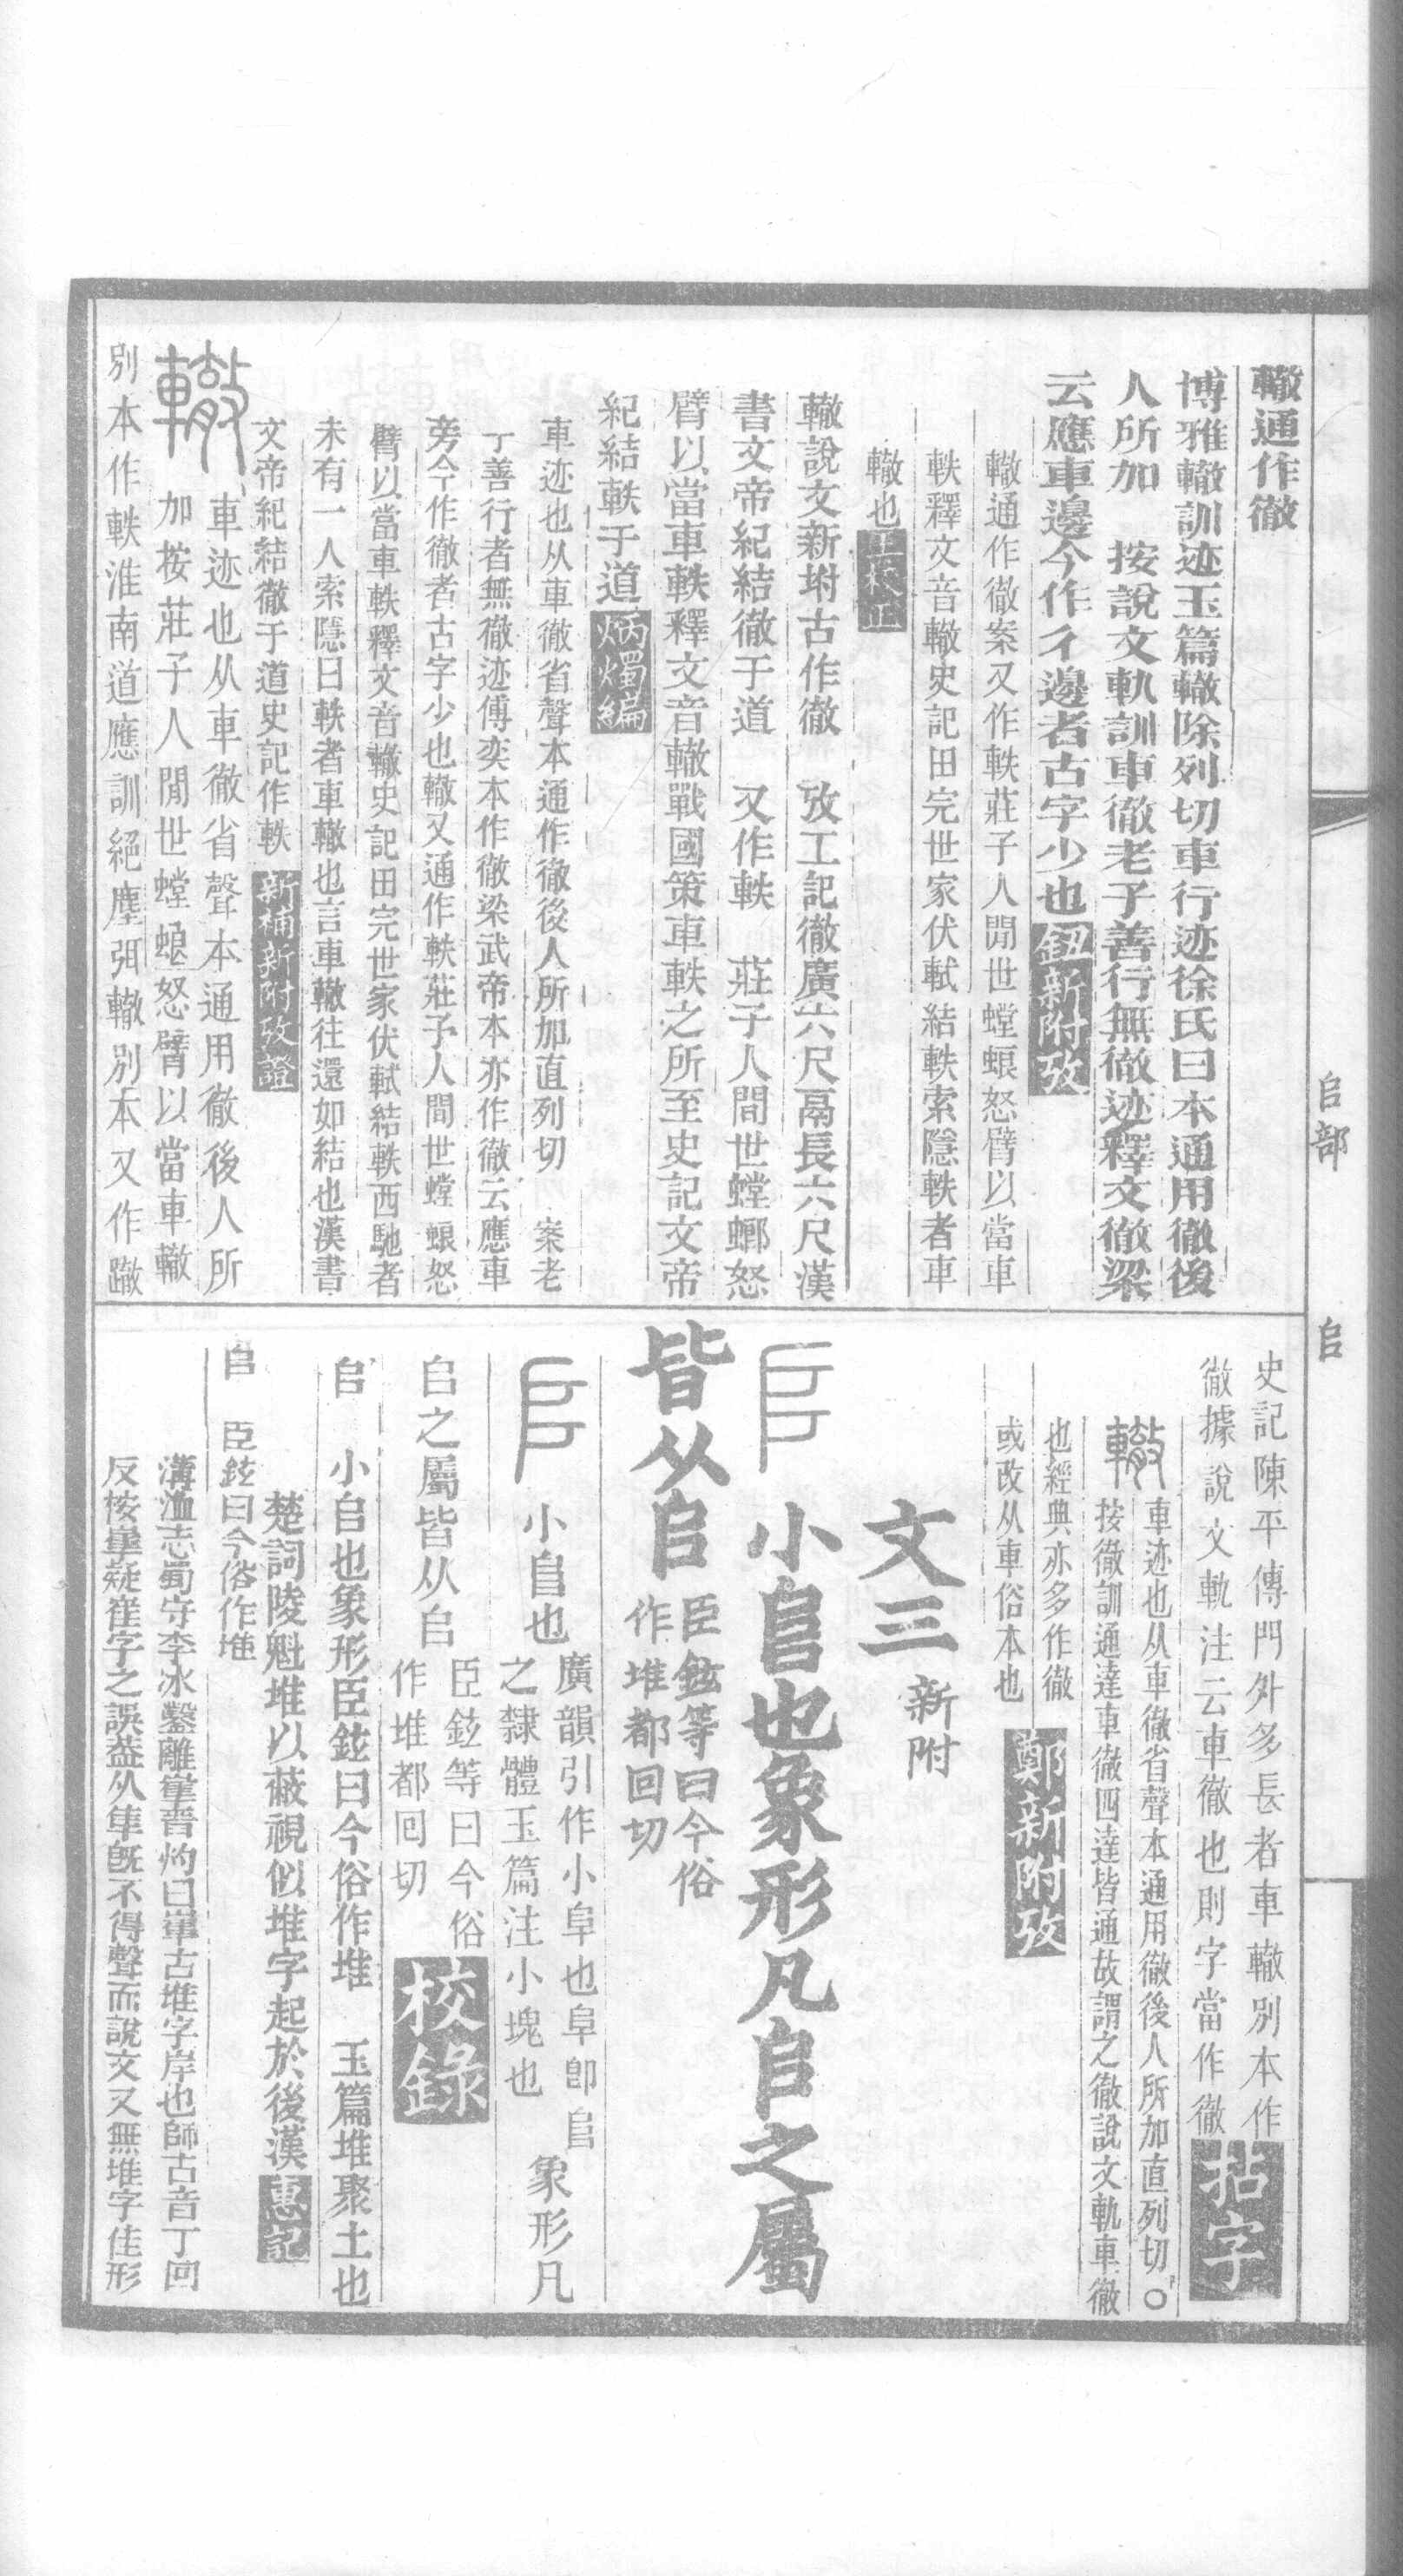 轍通作徹
博雅轍訓迹玉篇轍除列切車行迹徐氏曰本通用徹後
人所加　按說文軌訓車徹老子善行無徹迹釋文徹梁
云應車邊今作彳邊者古字少也鈕新附攷
轍通作徹案又作軼莊子人閒世螳蜋怒臂以當車
軼釋文音轍史記田完世家伏軾結軼索隱軼者車
轍也
轍說文新坿古作徹　攷工記徹廣六尺鬲長六尺漢
書文帝紀結徹于道　又作軼　莊子人間世螳螂怒
臂以當車軼釋文音轍戰國策車軼之所至史記文帝
紀結軼于道炳燭編
車迹也从車徹省聲本通作徹後人所加直列切　案老
子善行者無徹迹傅奕本作徹梁武帝本亦作徹云應車
旁今作徹者古字少也轍又通作軼莊子人間世螳蜋怒
臂以當車軼釋文音轍史記田完世家伏軾結軼西馳者
未有一人索隱曰軼者車轍也言車轍往還如結也漢書
文帝紀結徹于道史記作軼　新補新附攷證
轍　車迹也从車徹省聲本通用徹後人所
加按莊子人閒世螳蜋怒臂以當車轍
別本作軼淮南道應訓絕塵弭轍別本又作蹾
史記陳平傳門外多長者車轍別本作
徹據說文軌注云車徹也則字當作徹　拈字
轍　車迹也从車徹省聲本通用徹後人所加直列切○
按徹訓通達車徹四達皆通故謂之徹說文軌車徹
也經典亦多作徹
或改从車俗本也　鄭新附攷
文三　新附
𠂤　小𨸏也象形凡𠂤之屬
皆从𠂤　臣鉉等曰今俗
作堆都回切
𠂤　小𨸏也　廣韻引作小阜也阜卽𨸏
之隸體玉篇注小塊也　象形凡
𠂤之屬皆从𠂤　臣鉉等曰今俗
作堆都回切　校錄
𠂤　小𠂤也象形臣鉉曰今俗作堆　玉篇堆聚土也
楚詞陵魁堆以蔽視似堆字起於後漢　惠記
𠂤　臣鉉曰今俗作堆
溝洫志蜀守李冰鑿離𡹐晉灼曰𡹐古堆字岸也師古音丁回
反按𡹐疑崔字之誤葢从隼旣不得聲而說文又無堆字隹形
𠂤部
𠂤